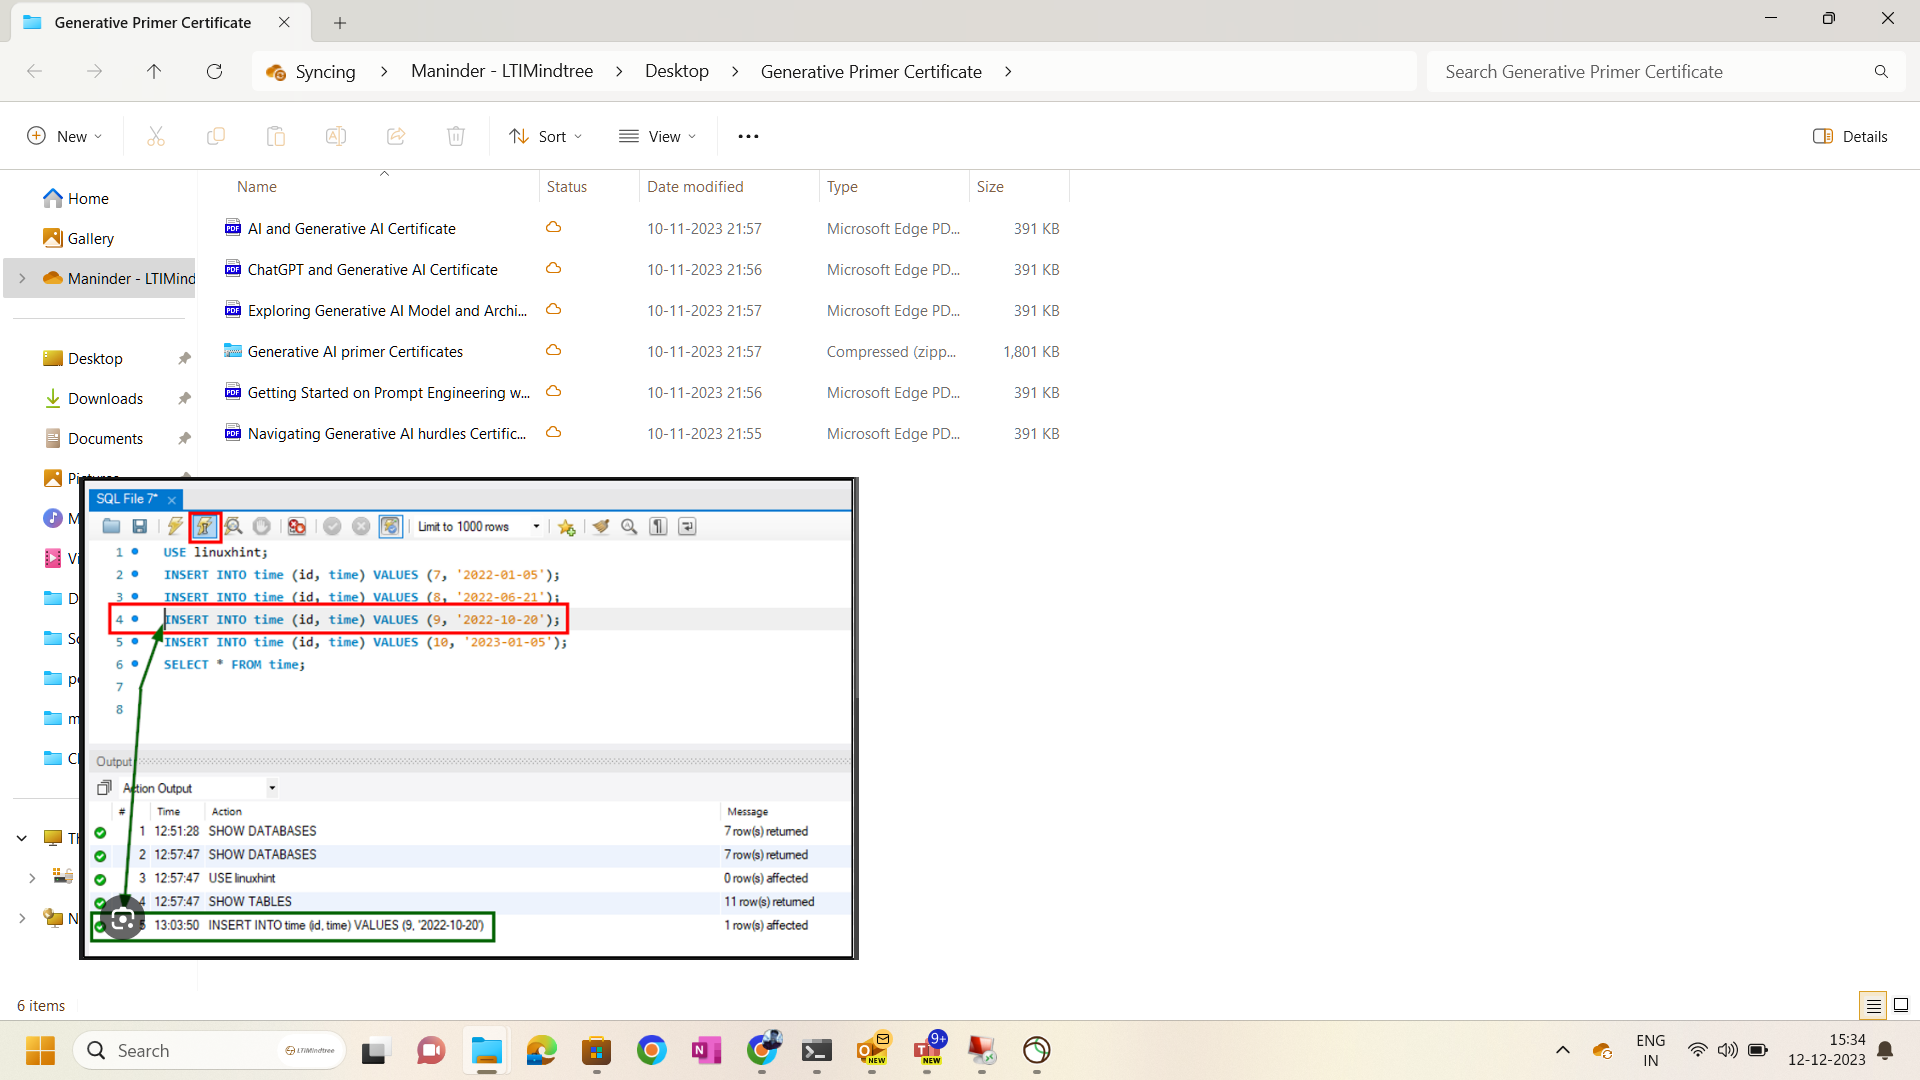 Generative Primer Certificate
Syncing > Maninder - LTIMindtree > Desktop > Generative Primer Certificate >
Search Generative Primer Certificate
New Sort View Details
Name Status Date modified Type Size
Home
Gallery
Maninder - LTIMind
AI and Generative AI Certificate 10-11-2023 21:57 Microsoft Edge PD... 391 KB
ChatGPT and Generative AI Certificate 10-11-2023 21:56 Microsoft Edge PD... 391 KB
Exploring Generative AI Model and Archi... 10-11-2023 21:57 Microsoft Edge PD... 391 KB
Generative AI primer Certificates 10-11-2023 21:57 Compressed (zipp... 1,801 KB
Getting Started on Prompt Engineering w... 10-11-2023 21:56 Microsoft Edge PD... 391 KB
Navigating Generative AI hurdles Certific... 10-11-2023 21:55 Microsoft Edge PD... 391 KB
Desktop
Downloads
Documents
SQL File 7*
Limit to 1000 rows
1 USE linuxhint;
2 INSERT INTO time (id, time) VALUES (7, '2022-01-05');
3 INSERT INTO time (id, time) VALUES (8, '2022-06-21');
4 INSERT INTO time (id, time) VALUES (9, '2022-10-20');
5 INSERT INTO time (id, time) VALUES (10, '2023-01-05');
6 SELECT * FROM time;
7
8
Output
Action Output
# Time Action Message
1 12:51:28 SHOW DATABASES 7 row(s) returned
2 12:57:47 SHOW DATABASES 7 row(s) returned
3 12:57:47 USE linuxhint 0 row(s) affected
4 12:57:47 SHOW TABLES 11 row(s) returned
5 13:03:50 INSERT INTO time (id, time) VALUES (9, '2022-10-20') 1 row(s) affected
6 items
Search LTIMindtree
NEW
9+
NEW
ENG
IN
15:34
12-12-2023